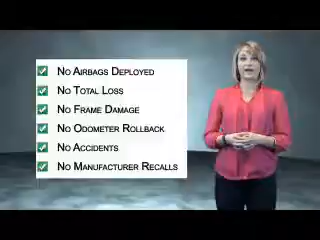 No Airbags Deployed
No Total Loss
No Frame Damage
No Odometer Rollback
No Accidents
No Manufacturer Recalls